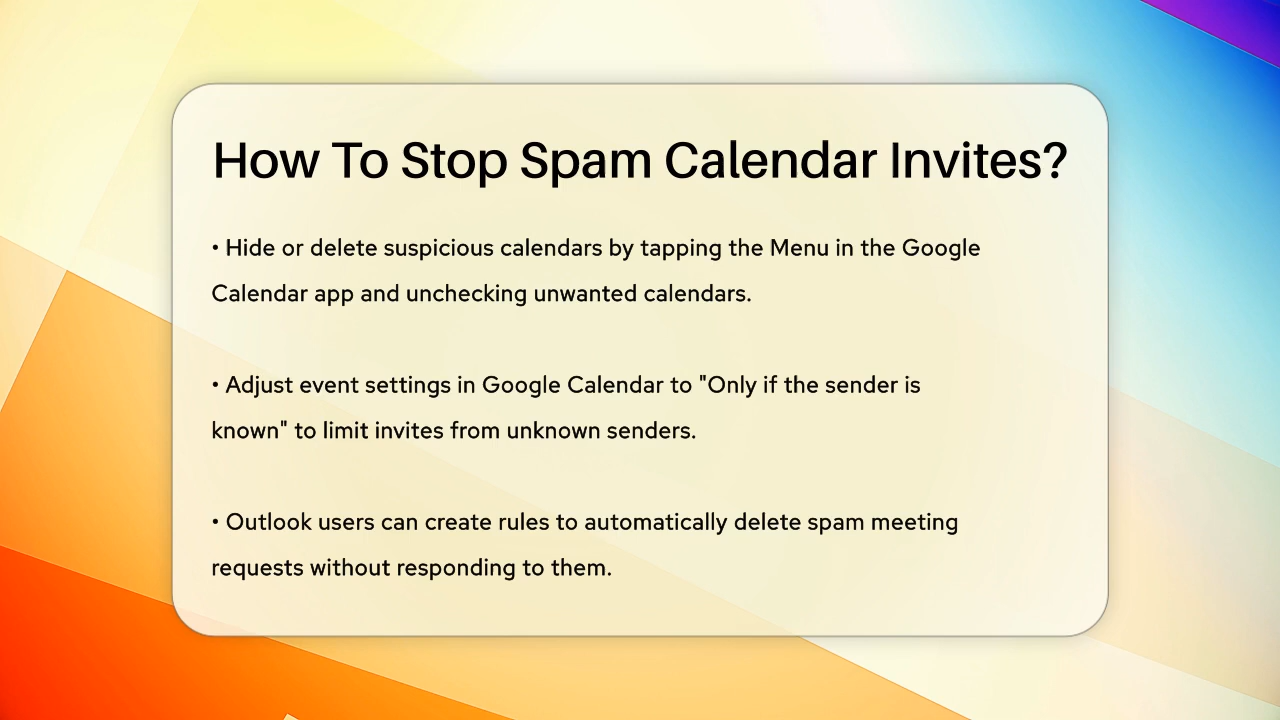 How To Stop Spam Calendar Invites?
• Hide or delete suspicious calendars by tapping the Menu in the Google
Calendar app and unchecking unwanted calendars.
• Adjust event settings in Google Calendar to "Only if the sender is
known" to limit invites from unknown senders.
• Outlook users can create rules to automatically delete spam meeting
requests without responding to them.